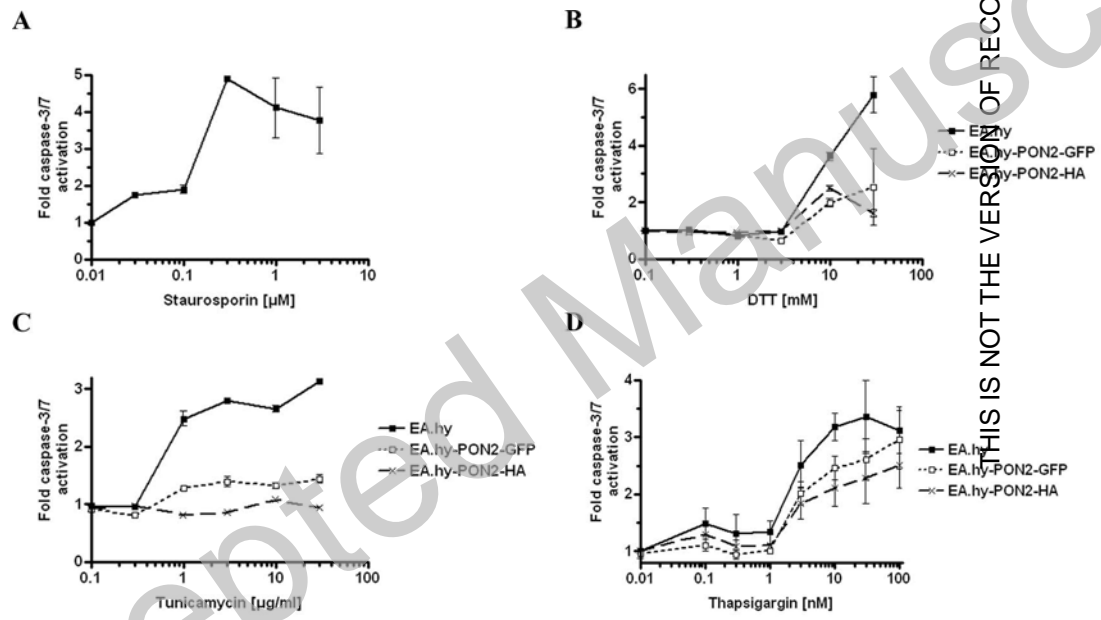 A
Fold caspase-3/7
activation
5
4
3
2
1
0
0.01
0.1
1
10
Staurosporin [µM]
B
Fold caspase-3/7
activation
6
4
2
0
0.1
1
10
100
DTT [mM]
EA.hy
EA.hy-PON2-GFP
EA.hy-PON2-HA
C
Fold caspase-3/7
activation
3
2
1
0
0.1
1
10
100
Tunicamycin [µg/ml]
EA.hy
EA.hy-PON2-GFP
EA.hy-PON2-HA
D
Fold caspase-3/7
activation
4
3
2
1
0.01
0.1
1
10
100
Thapsigargin [nM]
EA.hy
EA.hy-PON2-GFP
EA.hy-PON2-HA
THIS IS NOT THE VERSION OF RECO
epted Manusc